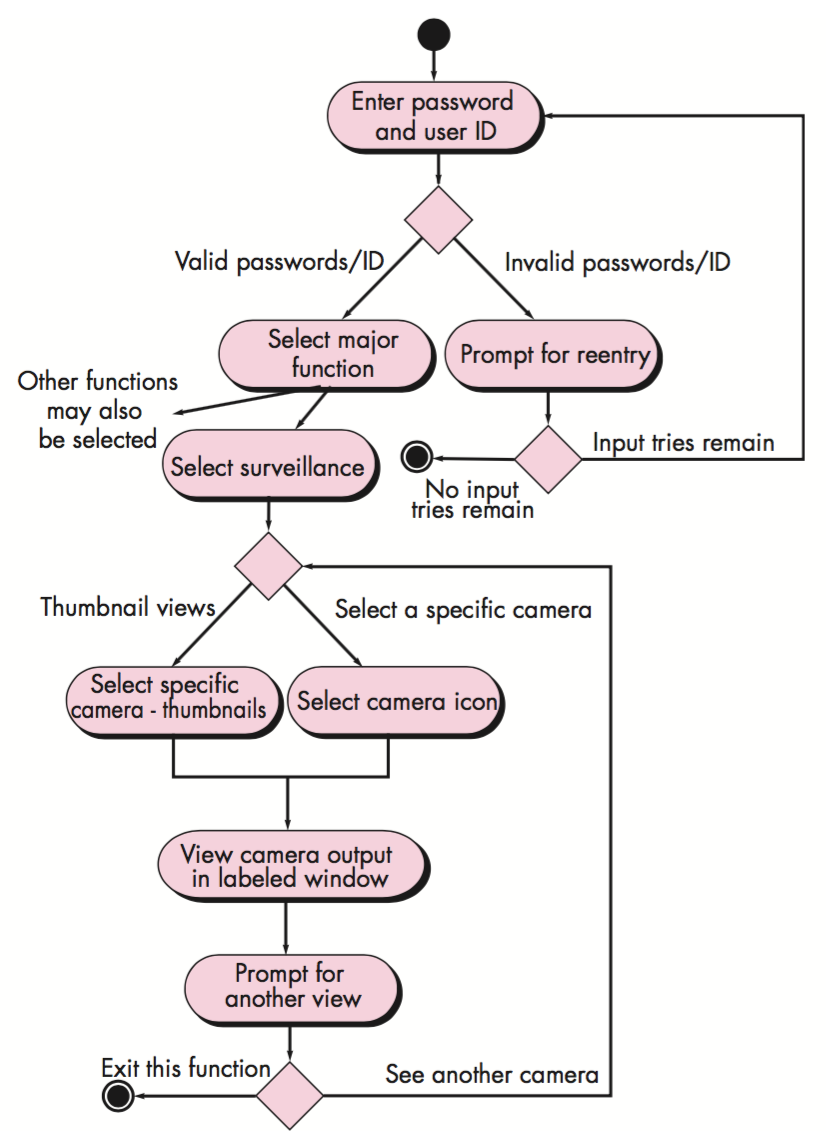 Enter password
and user ID
Valid passwords/ID
Invalid passwords/ID
Select major
function
Prompt for reentry
Other functions
may also
be selected
Input tries remain
Select surveillance
No input
tries remain
Thumbnail views
Select a specific camera
Select specific
camera - thumbnails
Select camera icon
View camera output
in labeled window
Prompt for
another view
Exit this function
See another camera